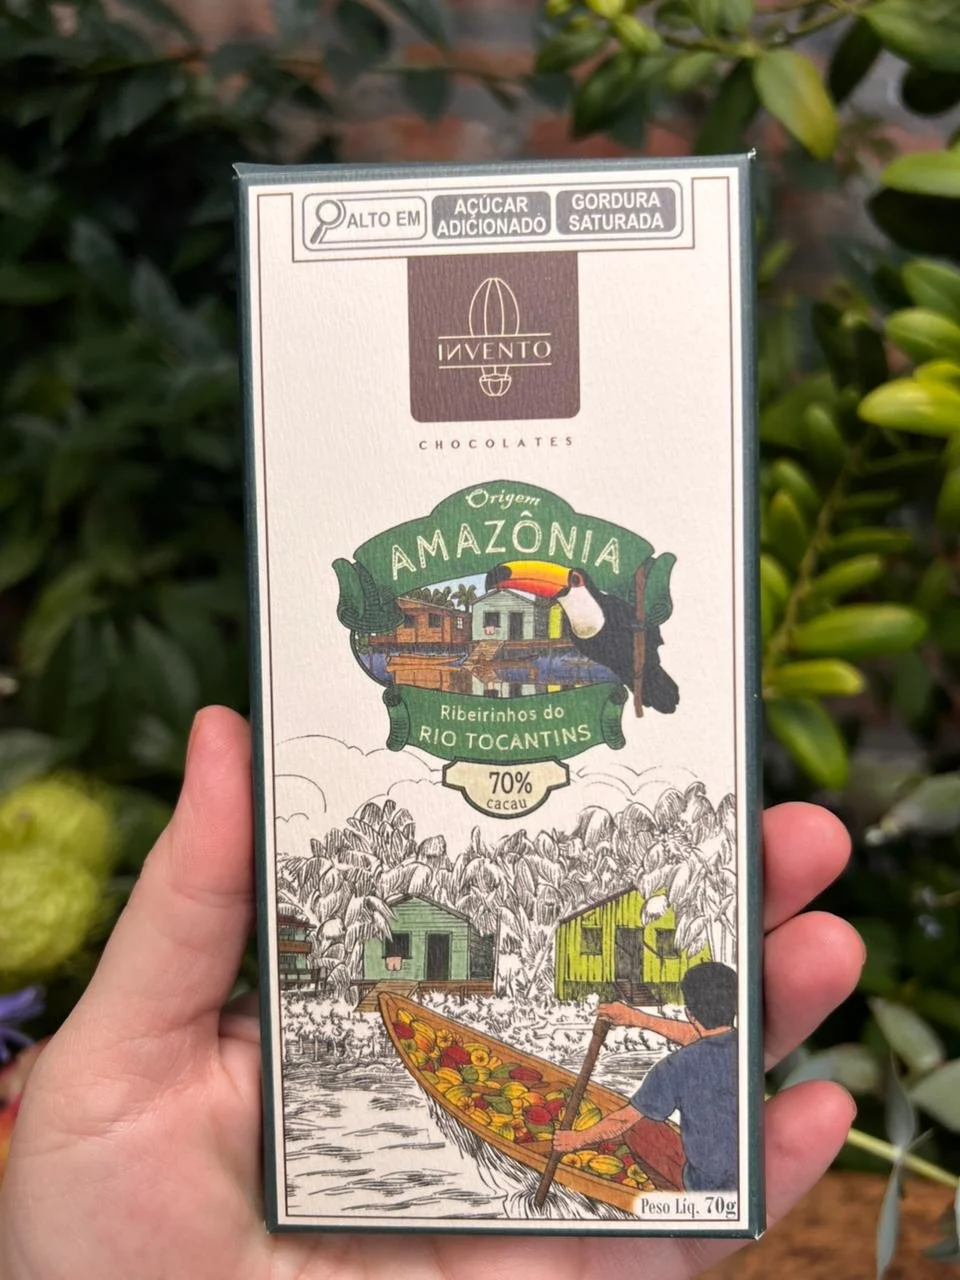 ALTO EM
AÇÚCAR
ADICIONADO
GORDURA
SATURADA
INVENTO
CHOCOLATES
Origem
AMAZÔNIA
Ribeirinhos do
RIO TOCANTINS
70%
cacau
Peso Líq. 70g